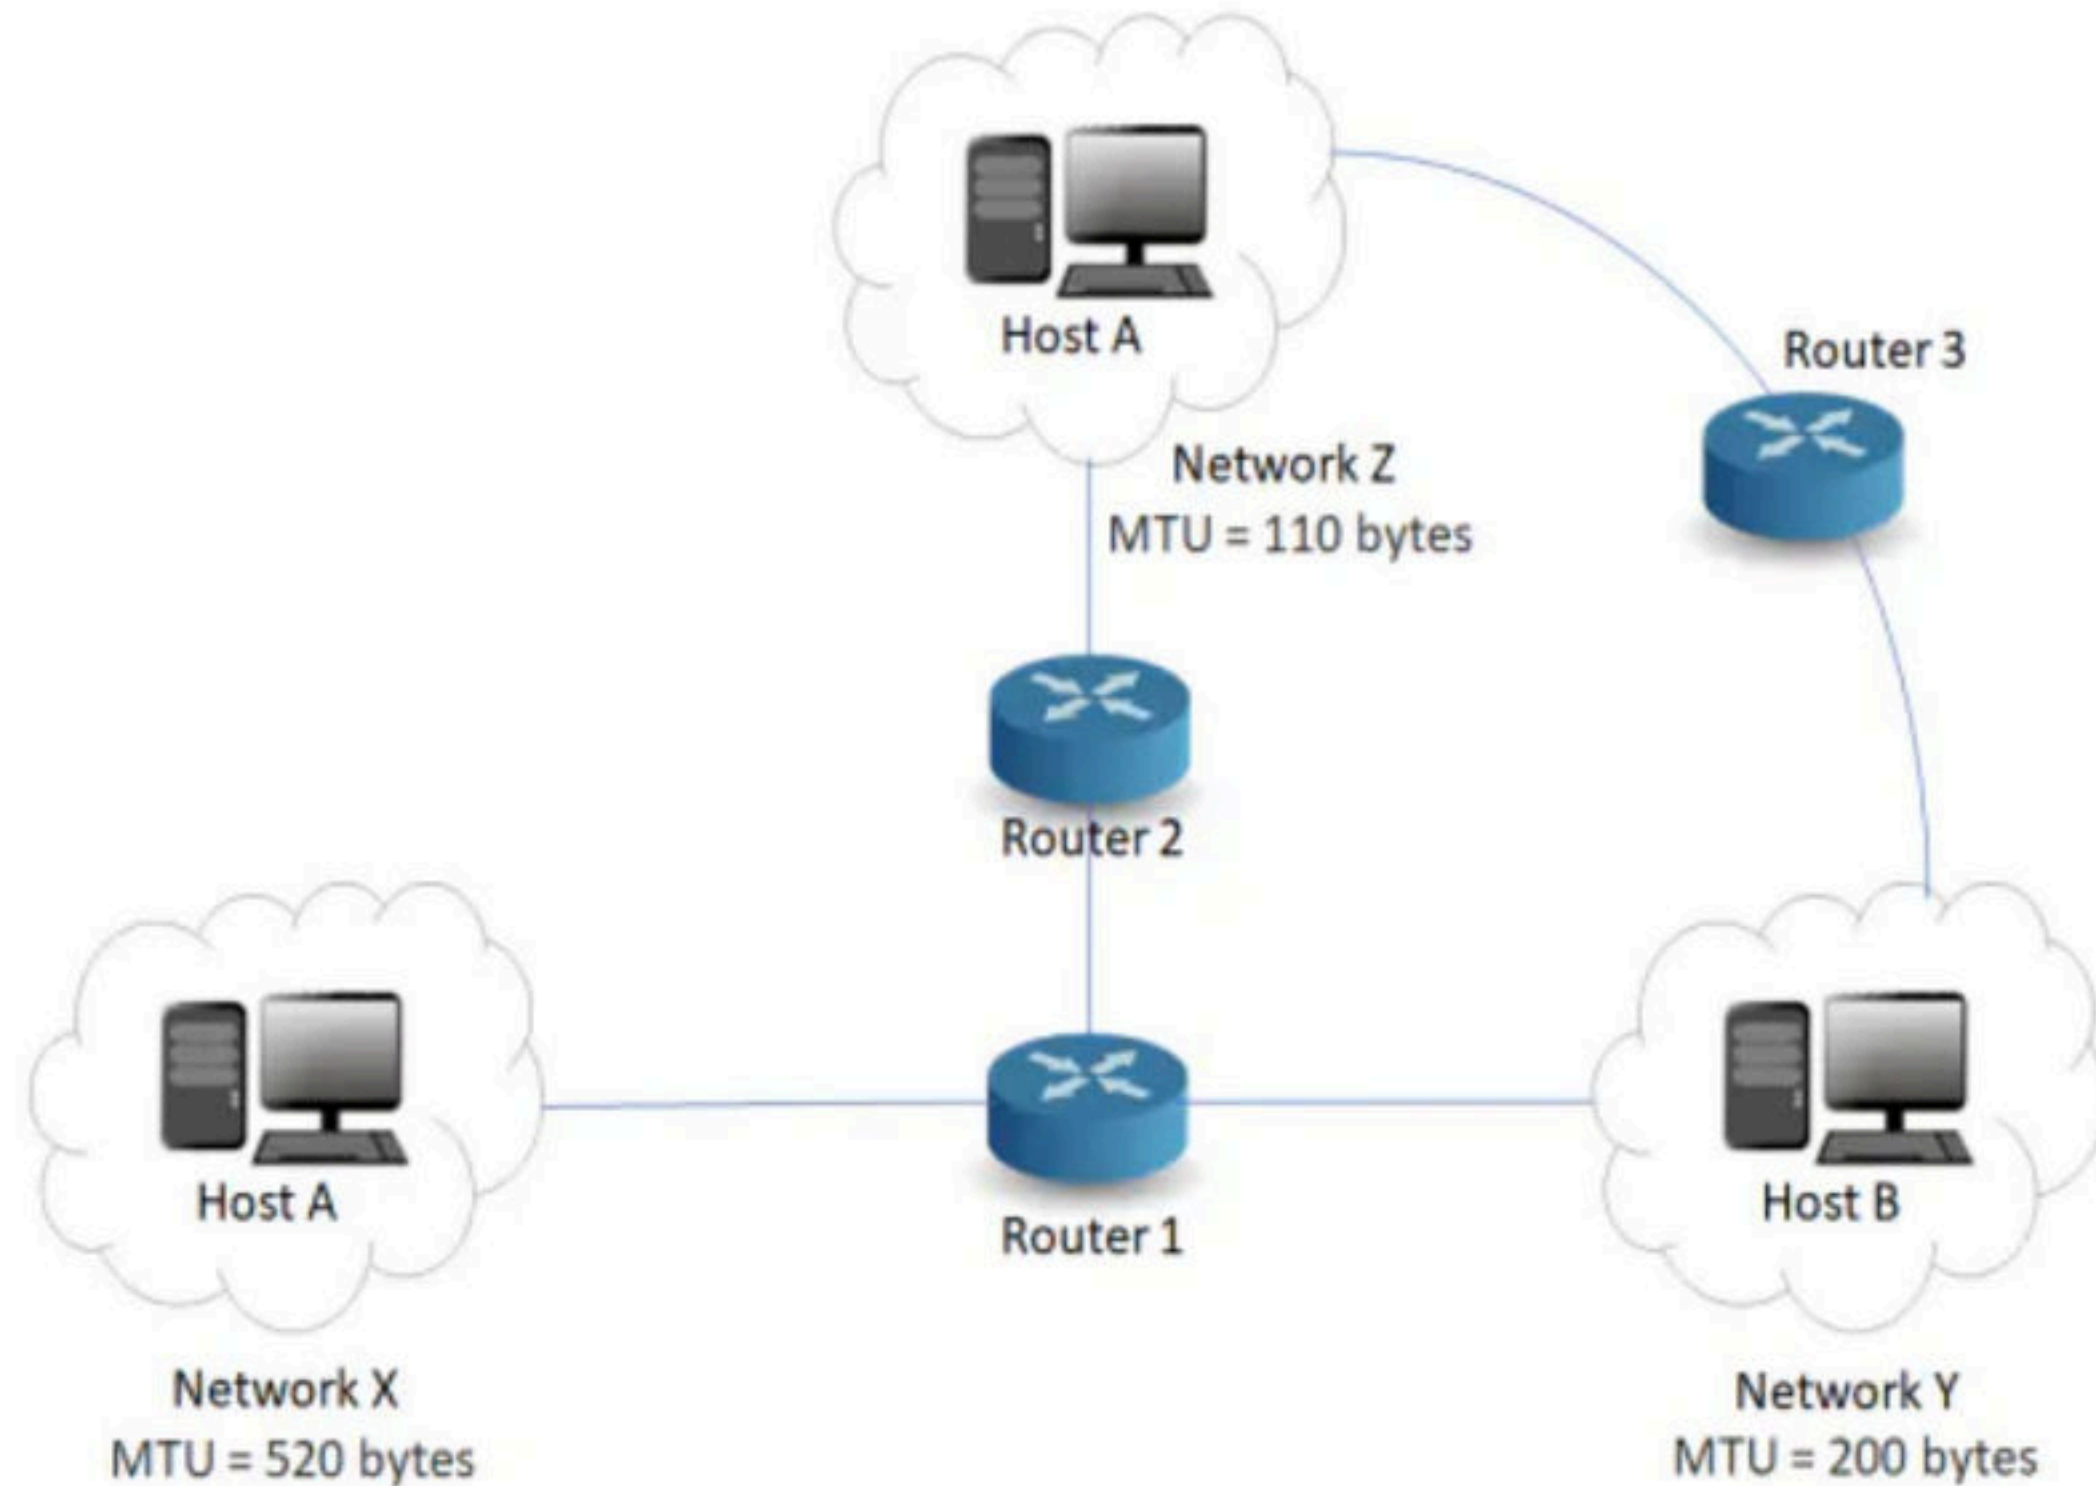 Host A
Router 3
Network Z
MTU = 110 bytes
Router 2
Host A
Host B
Router 1
Network X
MTU = 520 bytes
Network Y
MTU = 200 bytes